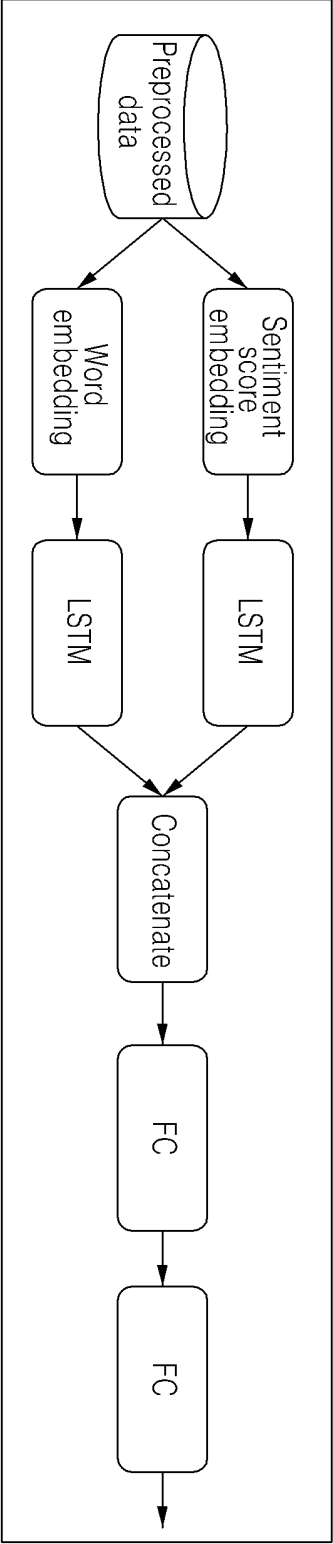 Preprocessed
data
Sentiment
score
embedding
LSTM
Word
embedding
LSTM
Concatenate
FC
FC